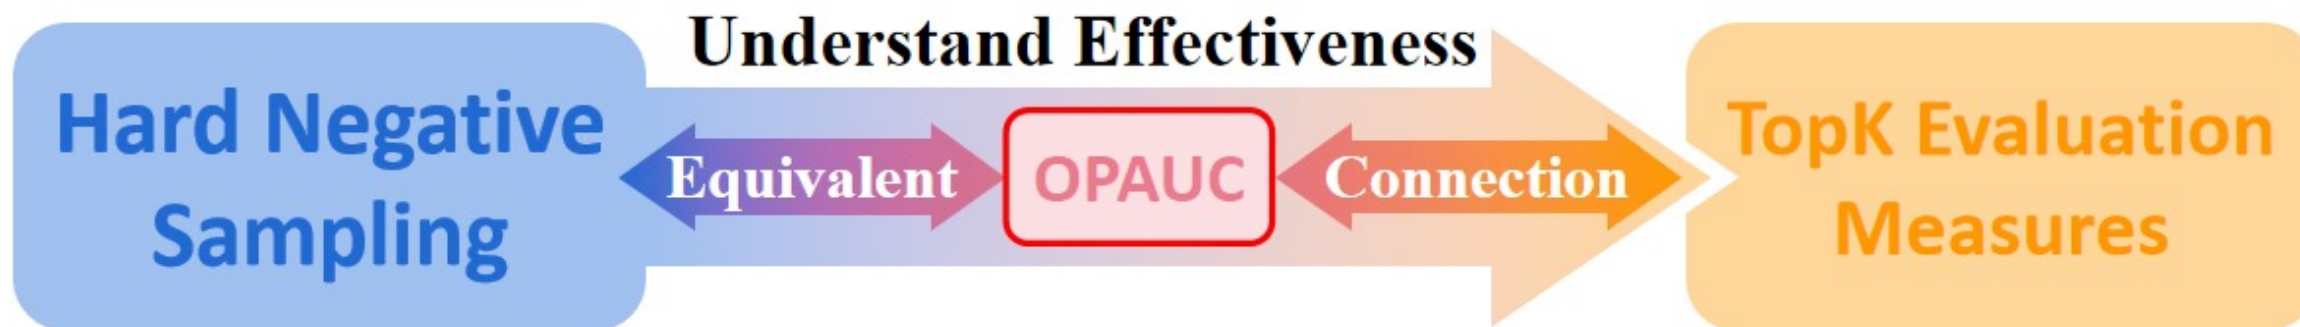 Understand Effectiveness
Hard Negative
Sampling
Equivalent
OPAUC
Connection
TopK Evaluation
Measures